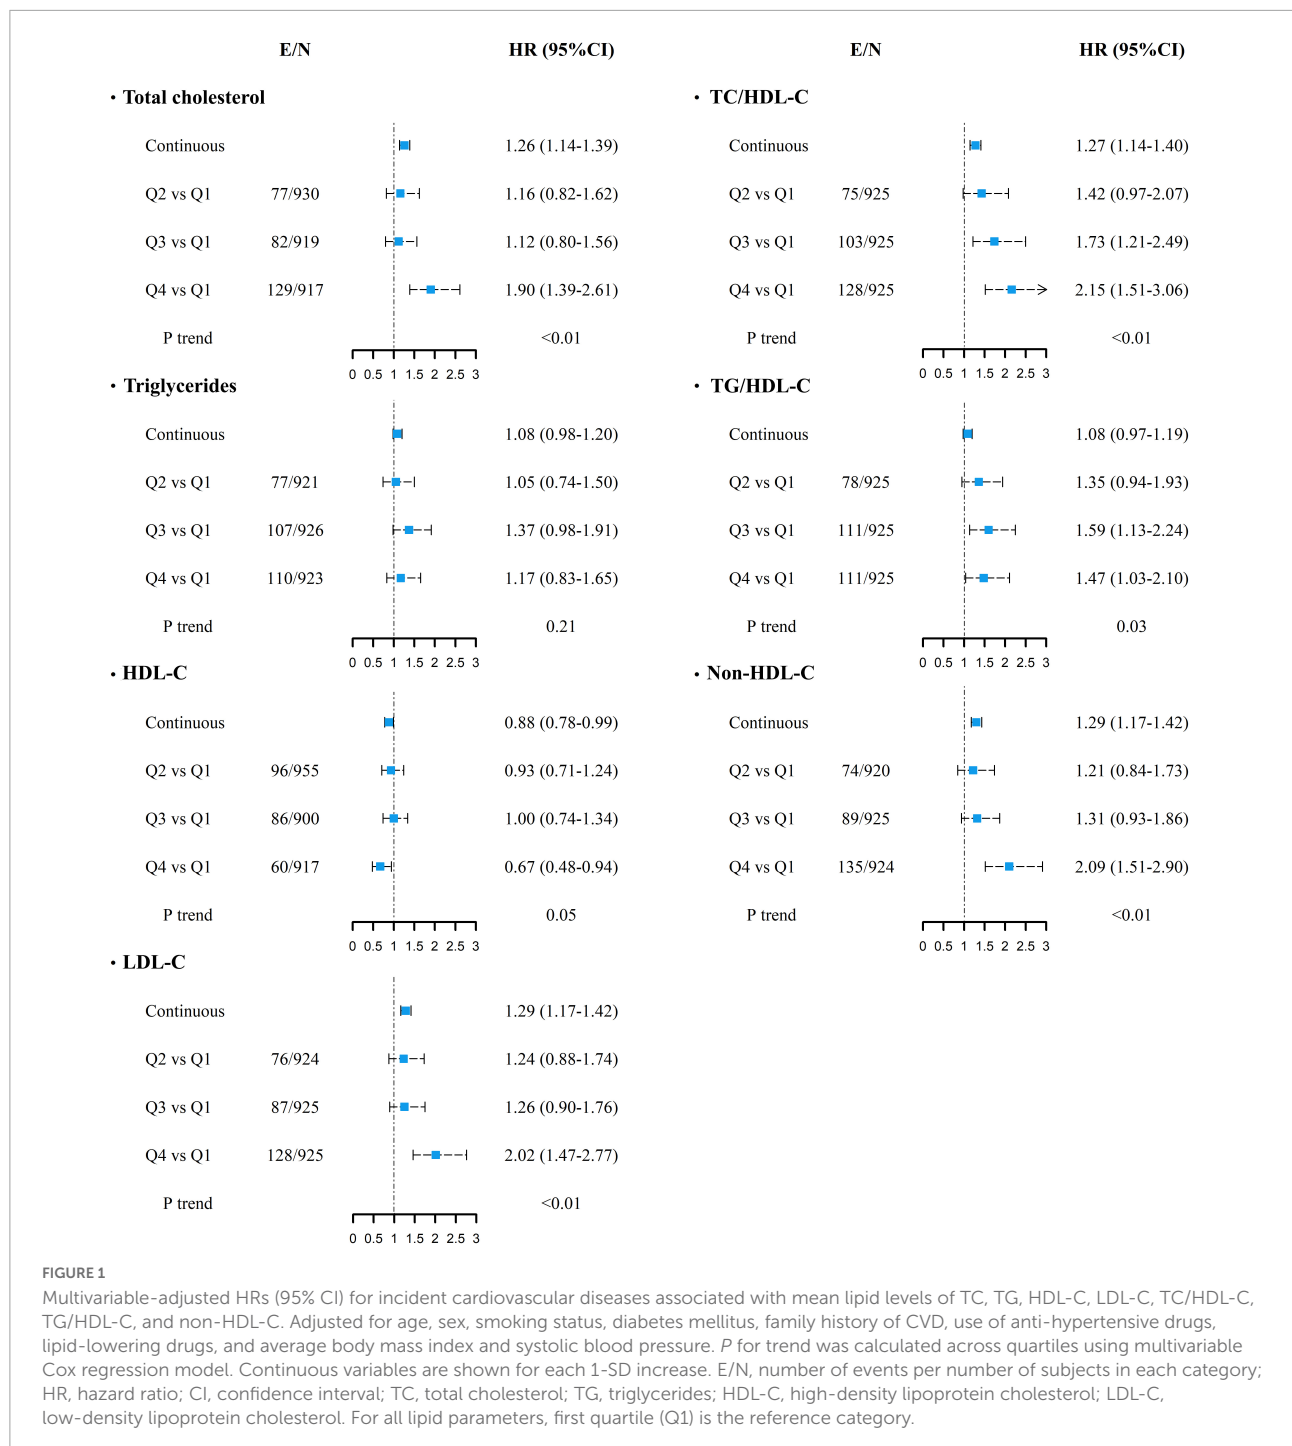 E/N HR (95%CI)
• Total cholesterol
Continuous 1.26 (1.14-1.39)
Q2 vs Q1 77/930 1.16 (0.82-1.62)
Q3 vs Q1 82/919 1.12 (0.80-1.56)
Q4 vs Q1 129/917 1.90 (1.39-2.61)
P trend <0.01
0 0.5 1 1.5 2 2.5 3
• Triglycerides
Continuous 1.08 (0.98-1.20)
Q2 vs Q1 77/921 1.05 (0.74-1.50)
Q3 vs Q1 107/926 1.37 (0.98-1.91)
Q4 vs Q1 110/923 1.17 (0.83-1.65)
P trend 0.21
0 0.5 1 1.5 2 2.5 3
• HDL-C
Continuous 0.88 (0.78-0.99)
Q2 vs Q1 96/955 0.93 (0.71-1.24)
Q3 vs Q1 86/900 1.00 (0.74-1.34)
Q4 vs Q1 60/917 0.67 (0.48-0.94)
P trend 0.05
0 0.5 1 1.5 2 2.5 3
• LDL-C
Continuous 1.29 (1.17-1.42)
Q2 vs Q1 76/924 1.24 (0.88-1.74)
Q3 vs Q1 87/925 1.26 (0.90-1.76)
Q4 vs Q1 128/925 2.02 (1.47-2.77)
P trend <0.01
0 0.5 1 1.5 2 2.5 3
E/N HR (95%CI)
• TC/HDL-C
Continuous 1.27 (1.14-1.40)
Q2 vs Q1 75/925 1.42 (0.97-2.07)
Q3 vs Q1 103/925 1.73 (1.21-2.49)
Q4 vs Q1 128/925 2.15 (1.51-3.06)
P trend <0.01
0 0.5 1 1.5 2 2.5 3
• TG/HDL-C
Continuous 1.08 (0.97-1.19)
Q2 vs Q1 78/925 1.35 (0.94-1.93)
Q3 vs Q1 111/925 1.59 (1.13-2.24)
Q4 vs Q1 111/925 1.47 (1.03-2.10)
P trend 0.03
0 0.5 1 1.5 2 2.5 3
• Non-HDL-C
Continuous 1.29 (1.17-1.42)
Q2 vs Q1 74/920 1.21 (0.84-1.73)
Q3 vs Q1 89/925 1.31 (0.93-1.86)
Q4 vs Q1 135/924 2.09 (1.51-2.90)
P trend <0.01
0 0.5 1 1.5 2 2.5 3
FIGURE 1
Multivariable-adjusted HRs (95% CI) for incident cardiovascular diseases associated with mean lipid levels of TC, TG, HDL-C, LDL-C, TC/HDL-C,
TG/HDL-C, and non-HDL-C. Adjusted for age, sex, smoking status, diabetes mellitus, family history of CVD, use of anti-hypertensive drugs,
lipid-lowering drugs, and average body mass index and systolic blood pressure. P for trend was calculated across quartiles using multivariable
Cox regression model. Continuous variables are shown for each 1-SD increase. E/N, number of events per number of subjects in each category;
HR, hazard ratio; CI, confidence interval; TC, total cholesterol; TG, triglycerides; HDL-C, high-density lipoprotein cholesterol; LDL-C,
low-density lipoprotein cholesterol. For all lipid parameters, first quartile (Q1) is the reference category.